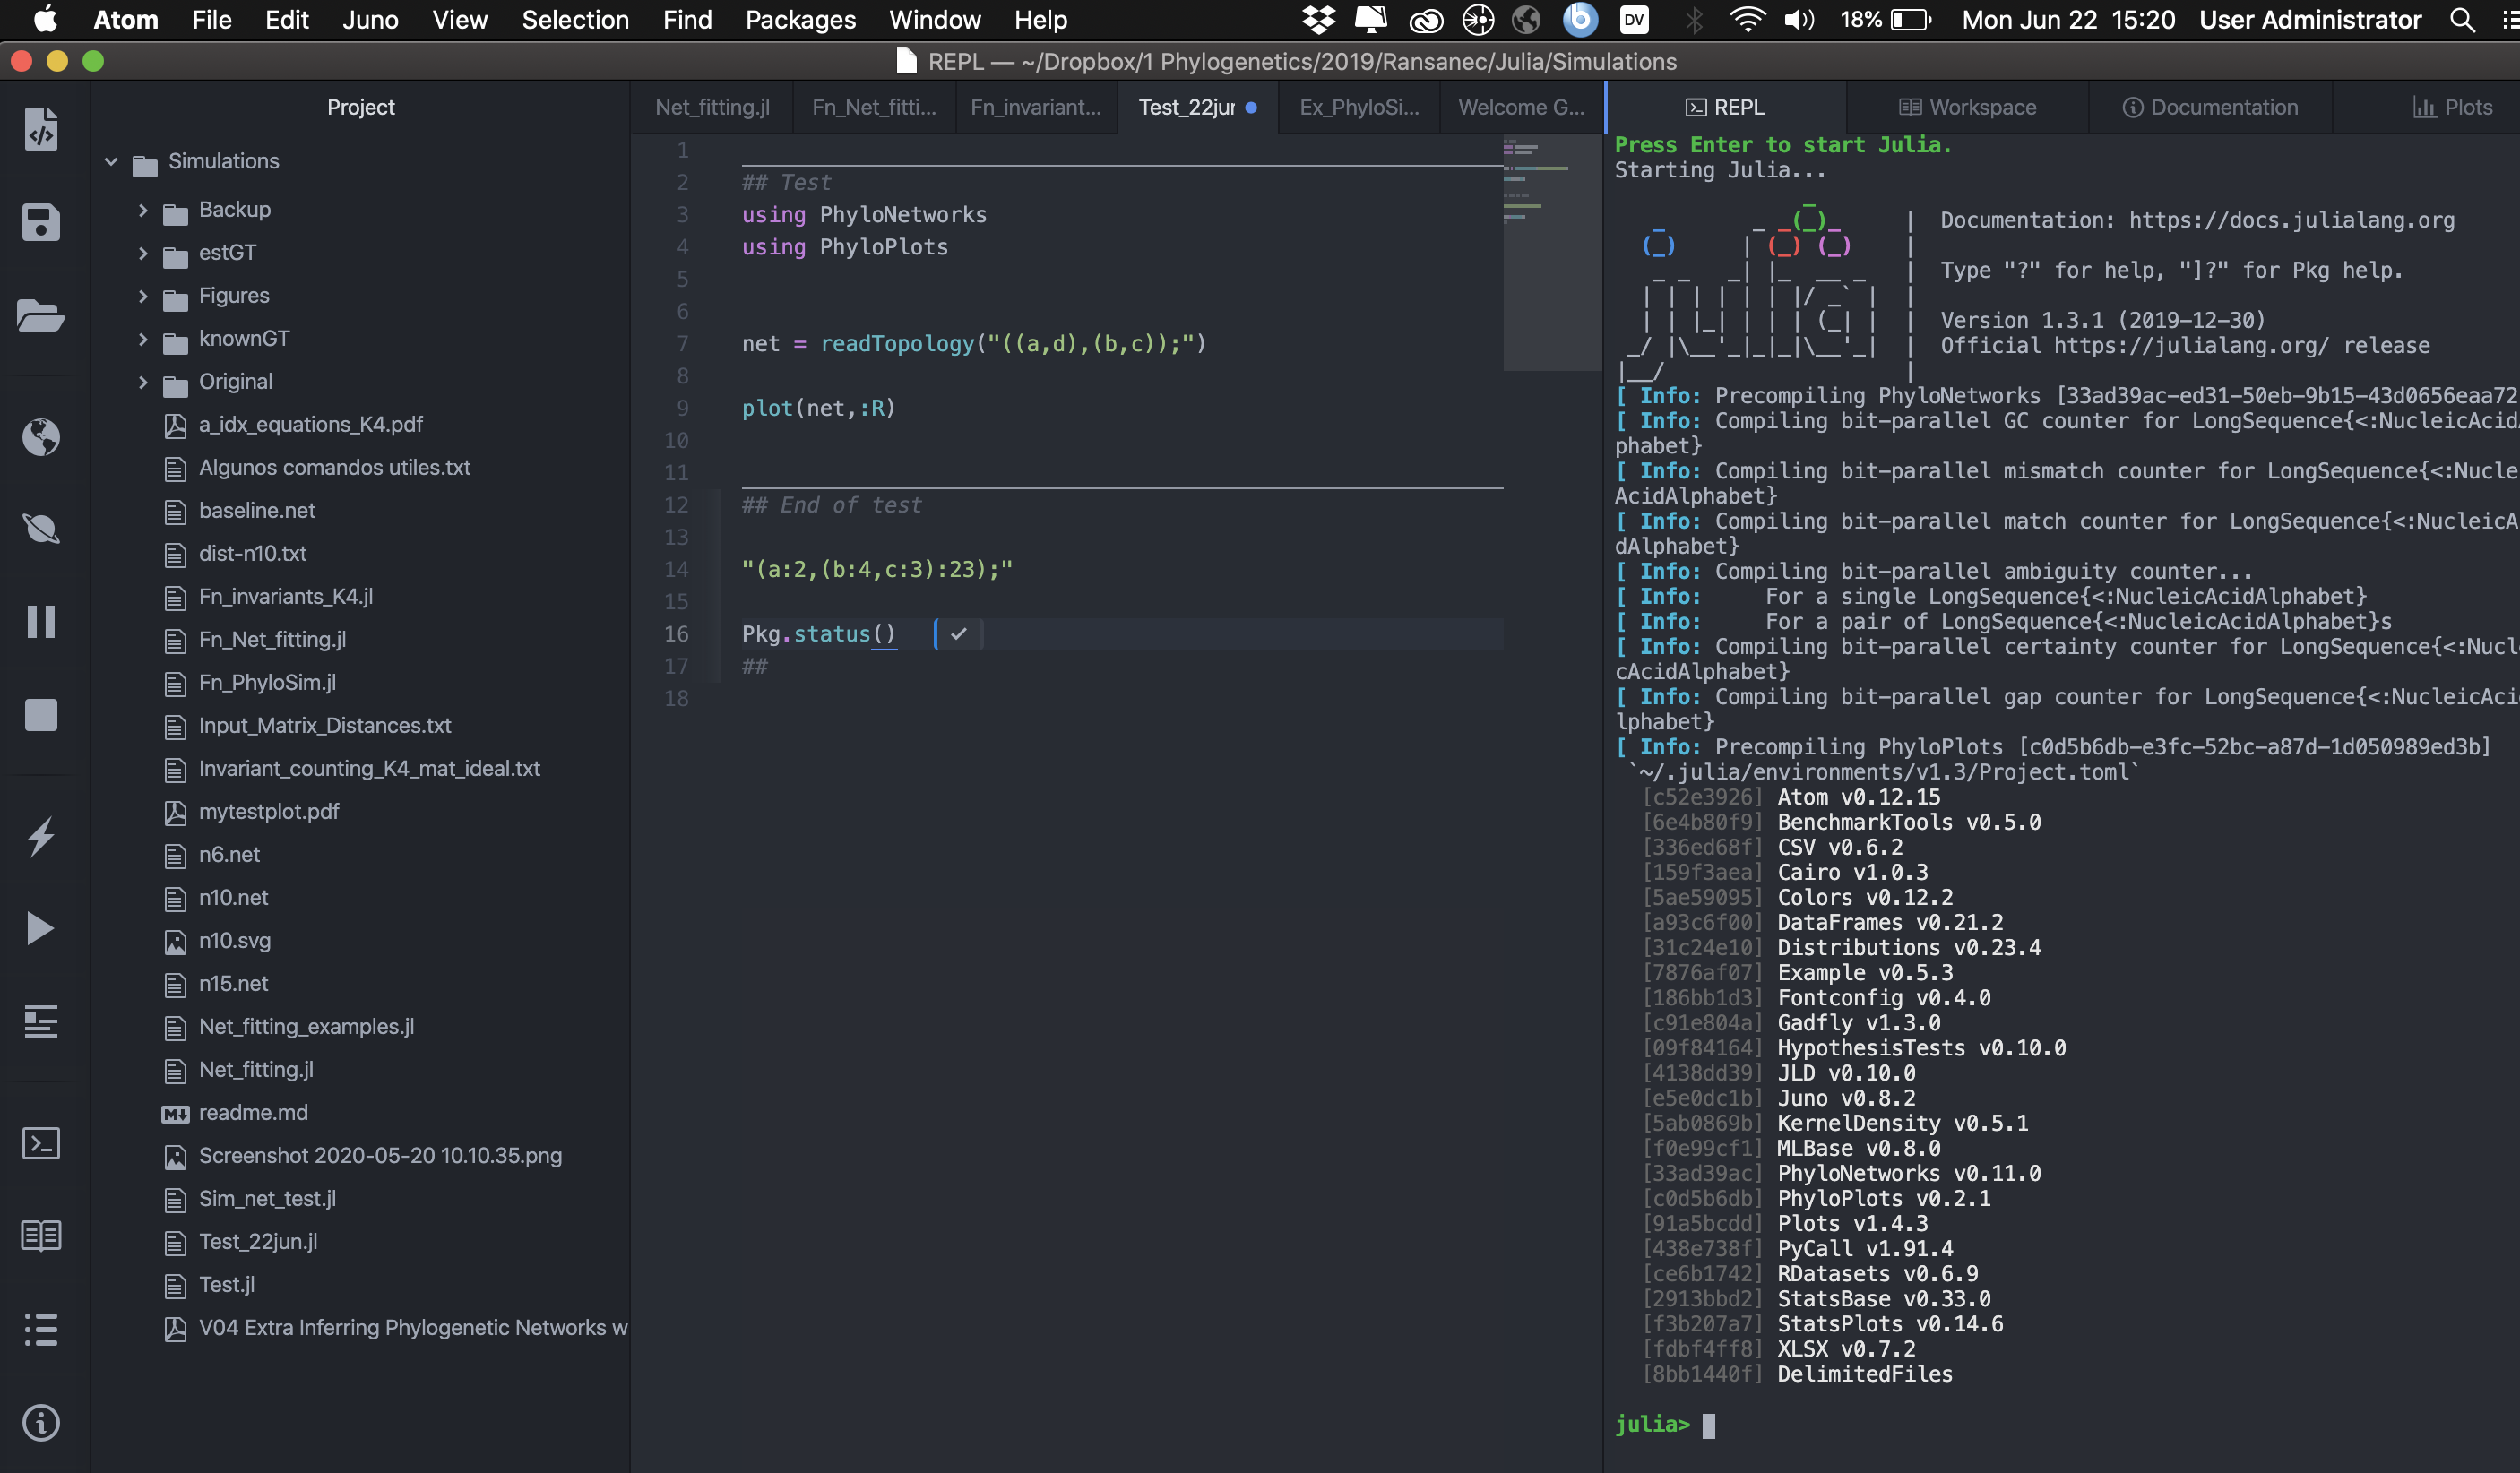 Atom File Edit Juno View Selection Find Packages Window Help DV 18% Mon Jun 22 15:20 User Administrator
REPL — ~/Dropbox/1 Phylogenetics/2019/Ransanec/Julia/Simulations
Project
Simulations
Backup
estGT
Figures
knownGT
Original
a_idx_equations_K4.pdf
Algunos comandos utiles.txt
baseline.net
dist-n10.txt
Fn_invariants_K4.jl
Fn_Net_fitting.jl
Fn_PhyloSim.jl
Input_Matrix_Distances.txt
Invariant_counting_K4_mat_ideal.txt
mytestplot.pdf
n6.net
n10.net
n10.svg
n15.net
Net_fitting_examples.jl
Net_fitting.jl
readme.md
Screenshot 2020-05-20 10.10.35.png
Sim_net_test.jl
Test_22jun.jl
Test.jl
V04 Extra Inferring Phylogenetic Networks w
Net_fitting.jl Fn_Net_fitti... Fn_invariant... Test_22jur Ex_PhyloSi... Welcome G...
1
2 ## Test
3 using PhyloNetworks
4 using PhyloPlots
5
6
7 net = readTopology("((a,d),(b,c));")
8
9 plot(net,:R)
10
11
12 ## End of test
13
14 "(a:2,(b:4,c:3):23);"
15
16 Pkg.status()
17 ##
18
REPL Workspace Documentation Plots
Press Enter to start Julia.
Starting Julia...
Documentation: https://docs.julialang.org
Type "?" for help, "]?" for Pkg help.
Version 1.3.1 (2019-12-30)
Official https://julialang.org/ release
[ Info: Precompiling PhyloNetworks [33ad39ac-ed31-50eb-9b15-43d0656eaa72
[ Info: Compiling bit-parallel GC counter for LongSequence{<:NucleicAcidA
phabet}
[ Info: Compiling bit-parallel mismatch counter for LongSequence{<:Nucle
AcidAlphabet}
[ Info: Compiling bit-parallel match counter for LongSequence{<:NucleicA
dAlphabet}
[ Info: Compiling bit-parallel ambiguity counter...
[ Info: For a single LongSequence{<:NucleicAcidAlphabet}
[ Info: For a pair of LongSequence{<:NucleicAcidAlphabet}s
[ Info: Compiling bit-parallel certainty counter for LongSequence{<:Nucl
cAcidAlphabet}
[ Info: Compiling bit-parallel gap counter for LongSequence{<:NucleicAci
lphabet}
[ Info: Precompiling PhyloPlots [c0d5b6db-e3fc-52bc-a87d-1d050989ed3b]
`~/.julia/environments/v1.3/Project.toml`
[c52e3926] Atom v0.12.15
[6e4b80f9] BenchmarkTools v0.5.0
[336ed68f] CSV v0.6.2
[159f3aea] Cairo v1.0.3
[5ae59095] Colors v0.12.2
[a93c6f00] DataFrames v0.21.2
[31c24e10] Distributions v0.23.4
[7876af07] Example v0.5.3
[186bb1d3] Fontconfig v0.4.0
[c91e804a] Gadfly v1.3.0
[09f84164] HypothesisTests v0.10.0
[4138dd39] JLD v0.10.0
[e5e0dc1b] Juno v0.8.2
[5ab0869b] KernelDensity v0.5.1
[f0e99cf1] MLBase v0.8.0
[33ad39ac] PhyloNetworks v0.11.0
[c0d5b6db] PhyloPlots v0.2.1
[91a5bcdd] Plots v1.4.3
[438e738f] PyCall v1.91.4
[ce6b1742] RDatasets v0.6.9
[2913bbd2] StatsBase v0.33.0
[f3b207a7] StatsPlots v0.14.6
[fdbf4ff8] XLSX v0.7.2
[8bb1440f] DelimitedFiles
julia>